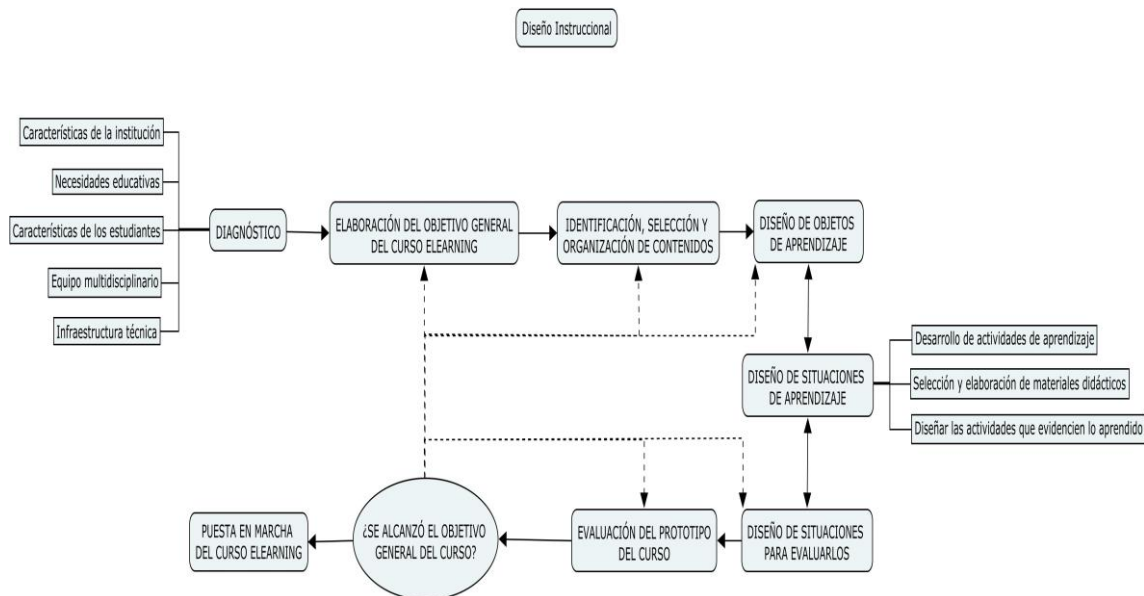 Diseño Instruccional
Características de la institución
Necesidades educativas
Características de los estudiantes
Equipo multidisciplinario
Infraestructura técnica
DIAGNÓSTICO
ELABORACIÓN DEL OBJETIVO GENERAL
DEL CURSO ELEARNING
IDENTIFICACIÓN, SELECCIÓN Y
ORGANIZACIÓN DE CONTENIDOS
DISEÑO DE OBJETOS
DE APRENDIZAJE
DISEÑO DE SITUACIONES
DE APRENDIZAJE
Desarrollo de actividades de aprendizaje
Selección y elaboración de materiales didácticos
Diseñar las actividades que evidencien lo aprendido
DISEÑO DE SITUACIONES
PARA EVALUARLOS
EVALUACIÓN DEL PROTOTIPO
DEL CURSO
¿SE ALCANZÓ EL OBJETIVO
GENERAL DEL CURSO?
PUESTA EN MARCHA
DEL CURSO ELEARNING